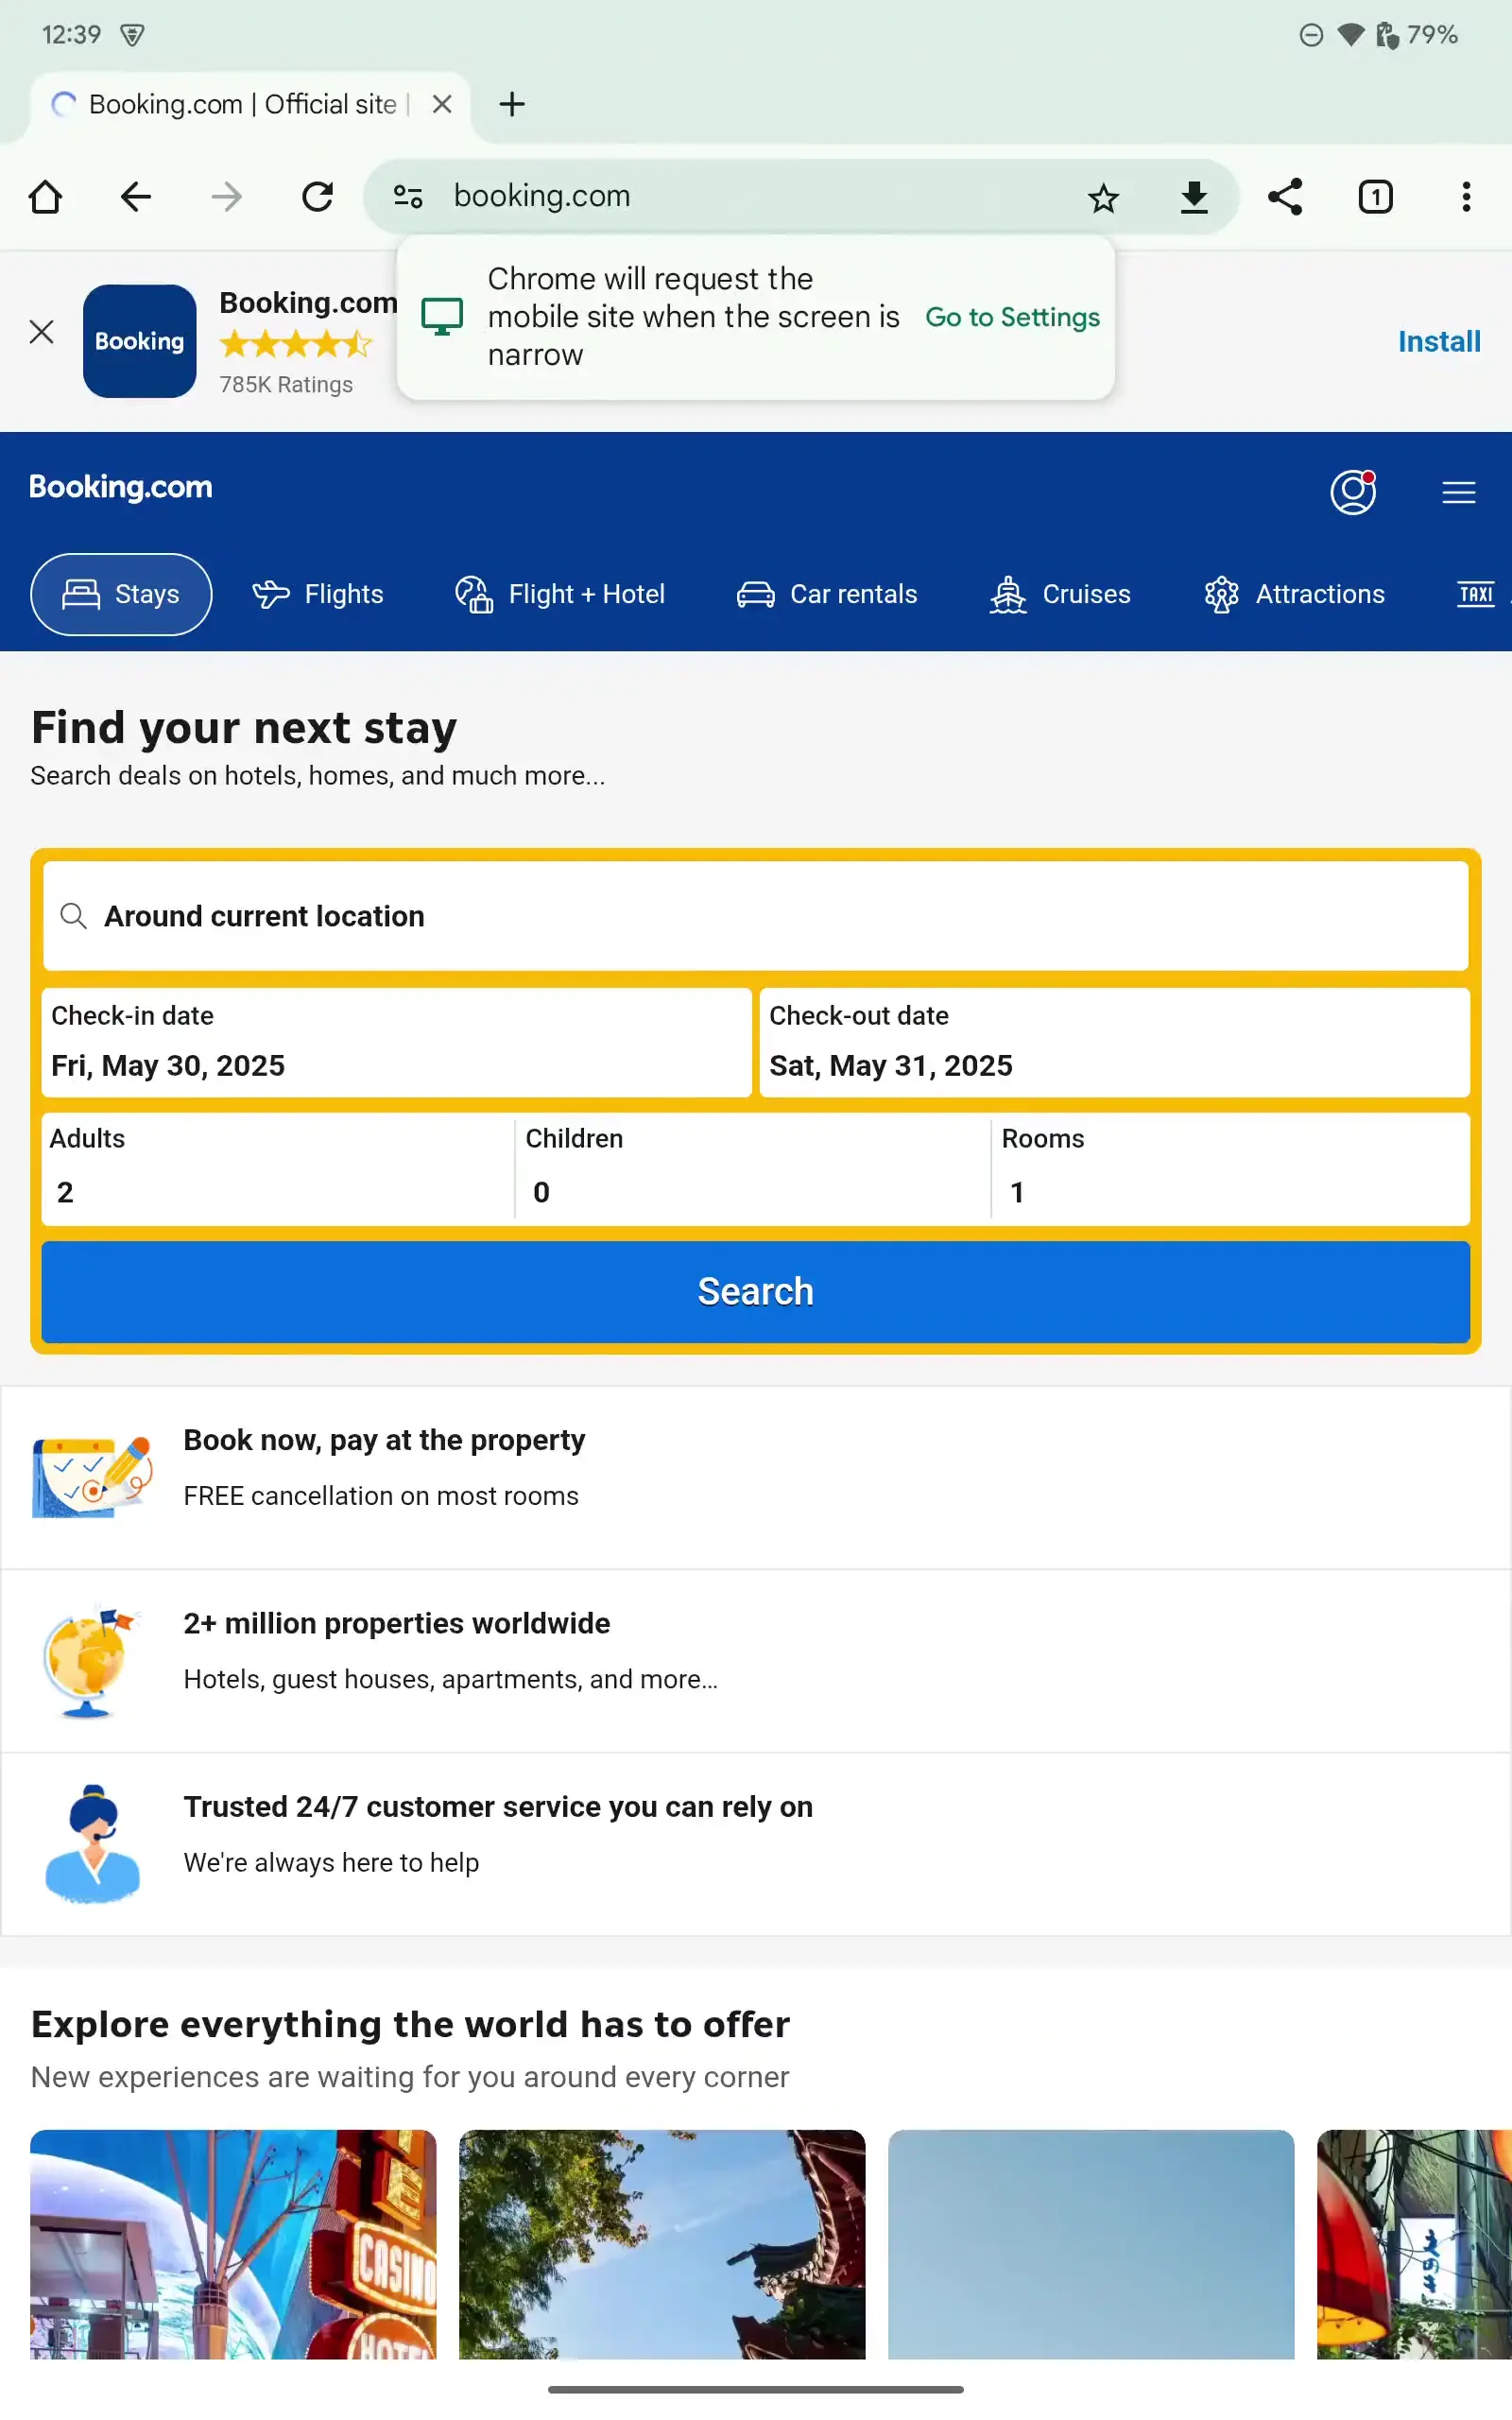 12:39
79%
Booking.com | Official site |
booking.com
1
Chrome will request the
mobile site when the screen is
narrow
Go to Settings
Booking
Booking.com
785K Ratings
Install
Booking.com
Stays
Flights
Flight + Hotel
Car rentals
Cruises
Attractions
TAXI
Find your next stay
Search deals on hotels, homes, and much more...
Around current location
Check-in date
Fri, May 30, 2025
Check-out date
Sat, May 31, 2025
Adults
2
Children
0
Rooms
1
Search
Book now, pay at the property
FREE cancellation on most rooms
2+ million properties worldwide
Hotels, guest houses, apartments, and more…
Trusted 24/7 customer service you can rely on
We're always here to help
Explore everything the world has to offer
New experiences are waiting for you around every corner
CASINO
HOTEL